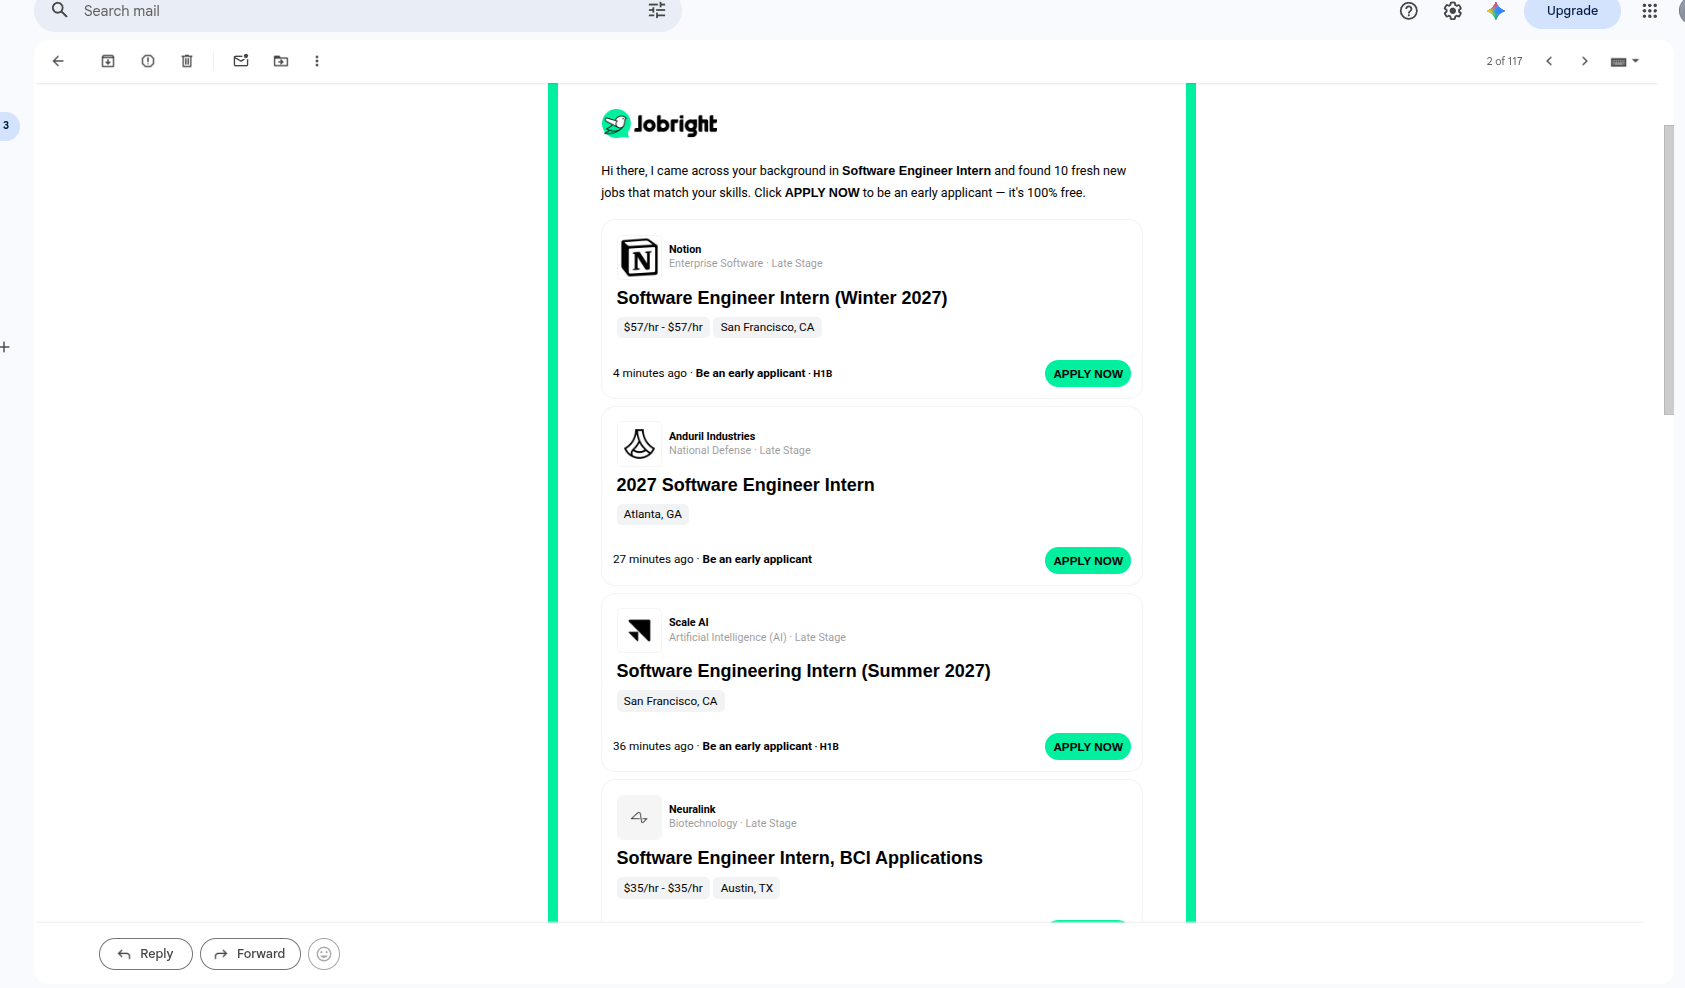 Search mail
Upgrade
2 of 117
3
Jobright
Hi there, I came across your background in Software Engineer Intern and found 10 fresh new
jobs that match your skills. Click APPLY NOW to be an early applicant — it's 100% free.
Notion
Enterprise Software · Late Stage
Software Engineer Intern (Winter 2027)
$57/hr - $57/hr San Francisco, CA
4 minutes ago · Be an early applicant · H1B
APPLY NOW
Anduril Industries
National Defense · Late Stage
2027 Software Engineer Intern
Atlanta, GA
27 minutes ago · Be an early applicant
APPLY NOW
Scale AI
Artificial Intelligence (AI) · Late Stage
Software Engineering Intern (Summer 2027)
San Francisco, CA
36 minutes ago · Be an early applicant · H1B
APPLY NOW
Neuralink
Biotechnology · Late Stage
Software Engineer Intern, BCI Applications
$35/hr - $35/hr Austin, TX
Reply
Forward